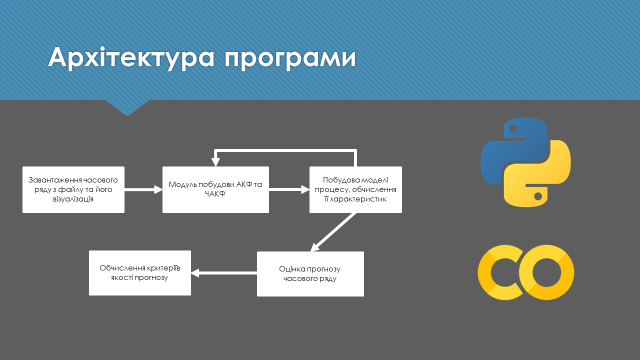 Архітектура програми
Завантаження часового
ряду з файлу та його
візуалізація
Модуль побудови АКФ та
ЧАКФ
Побудова моделі
процесу, обчислення
її характеристик
Обчислення критеріїв
якості прогнозу
Оцінка прогнозу
часового ряду